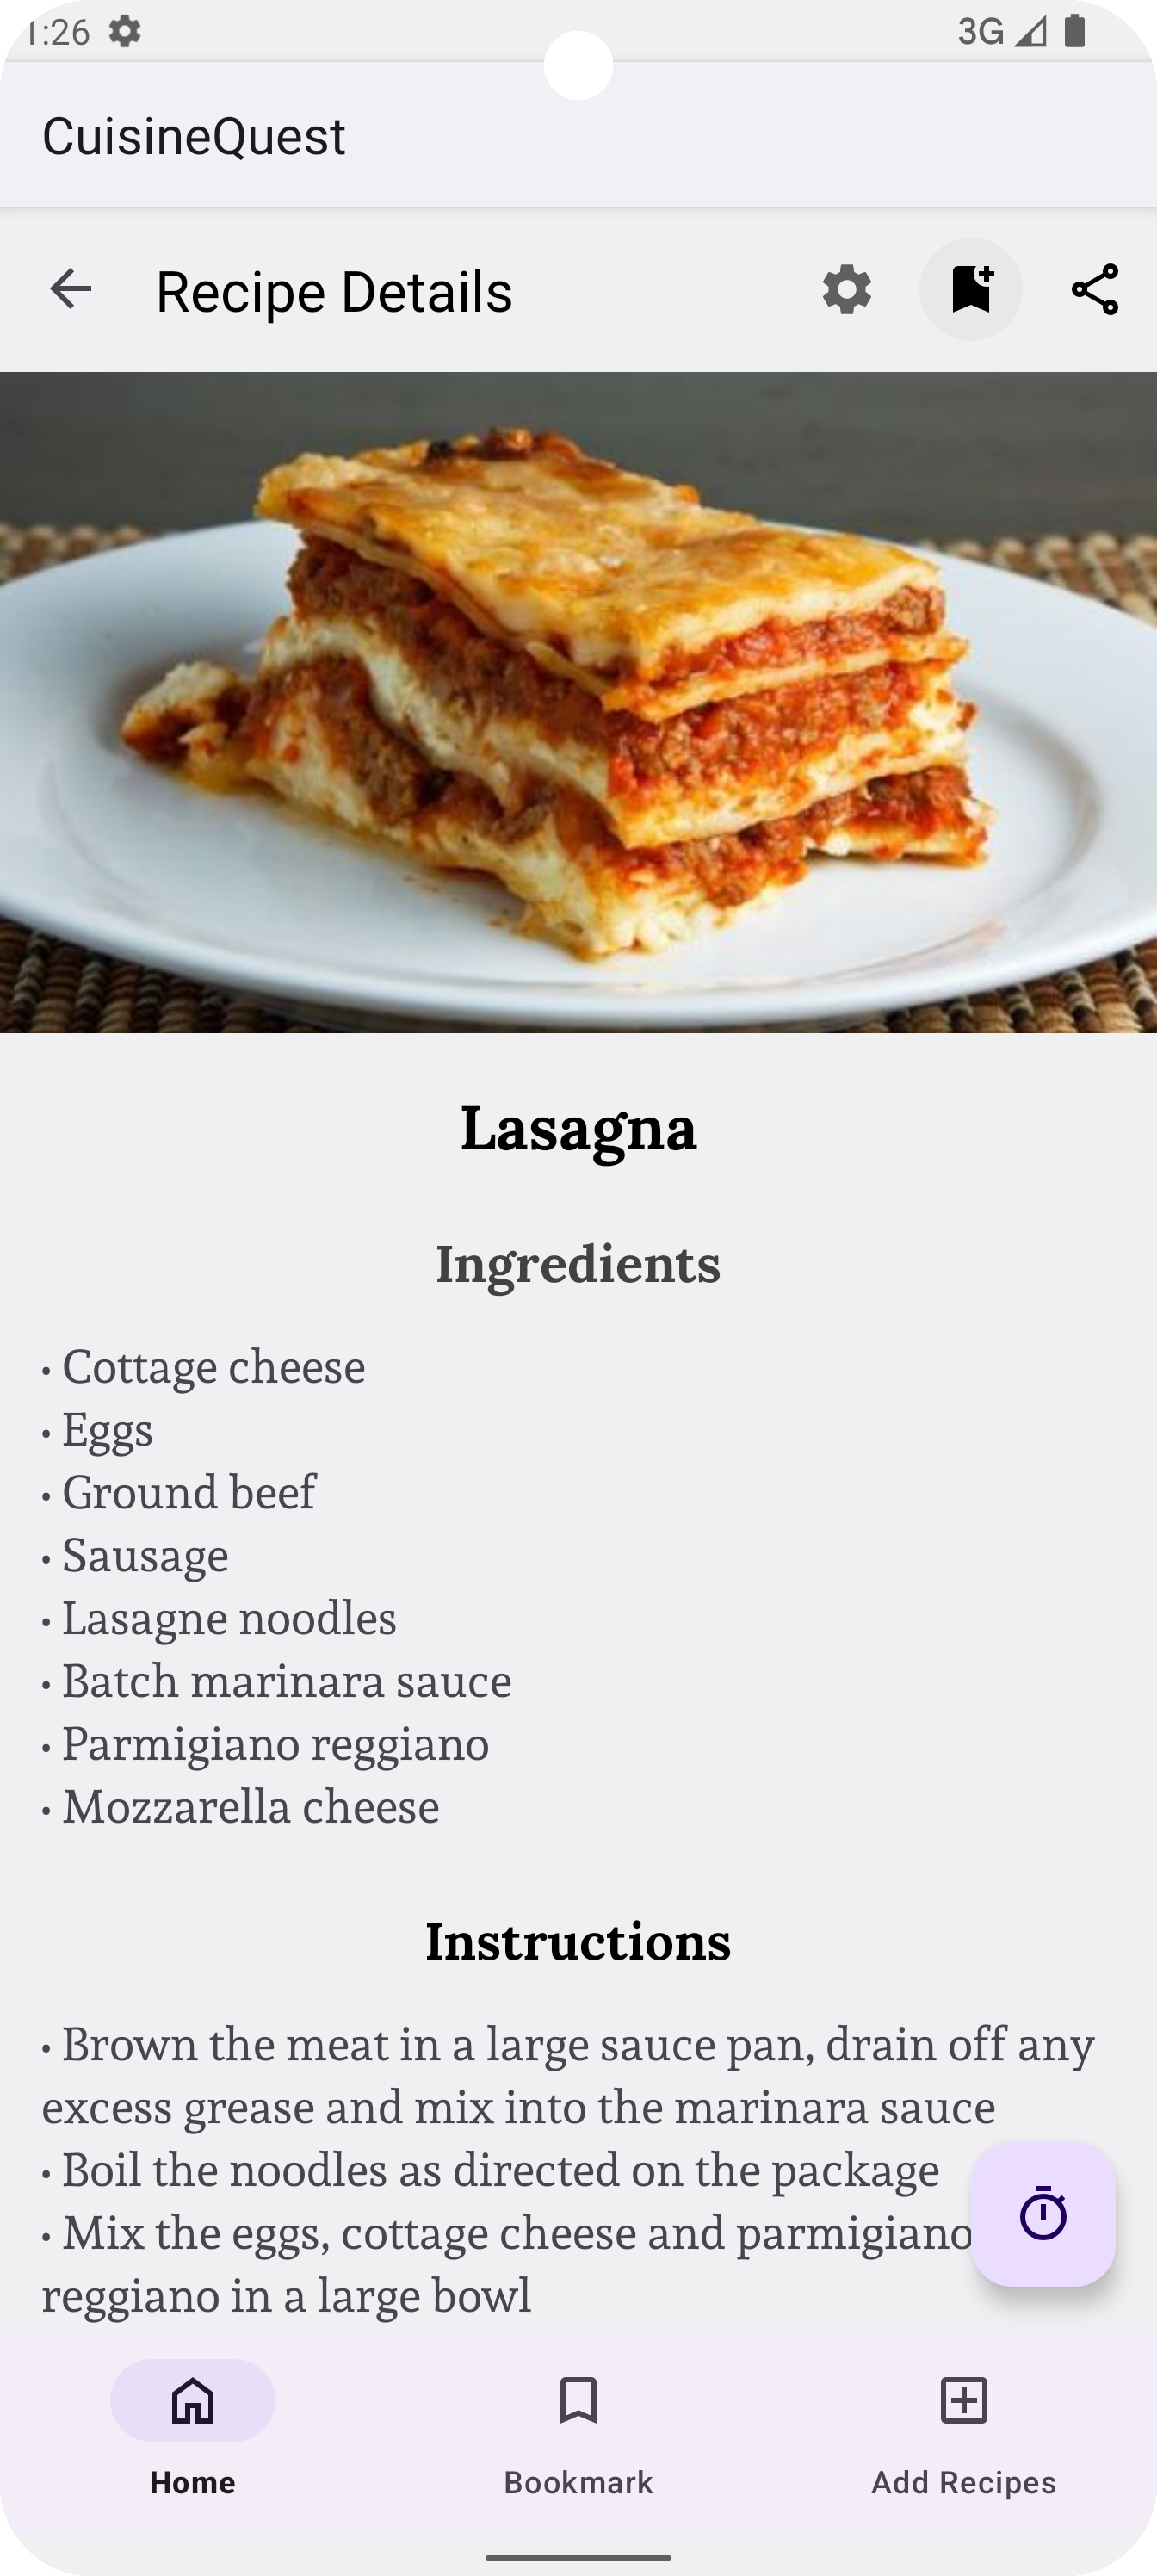 1:26
3G
CuisineQuest
Recipe Details
Lasagna
Ingredients
• Cottage cheese
• Eggs
• Ground beef
• Sausage
• Lasagne noodles
• Batch marinara sauce
• Parmigiano reggiano
• Mozzarella cheese
Instructions
• Brown the meat in a large sauce pan, drain off any
excess grease and mix into the marinara sauce
• Boil the noodles as directed on the package
• Mix the eggs, cottage cheese and parmigiano
reggiano in a large bowl
Home
Bookmark
Add Recipes